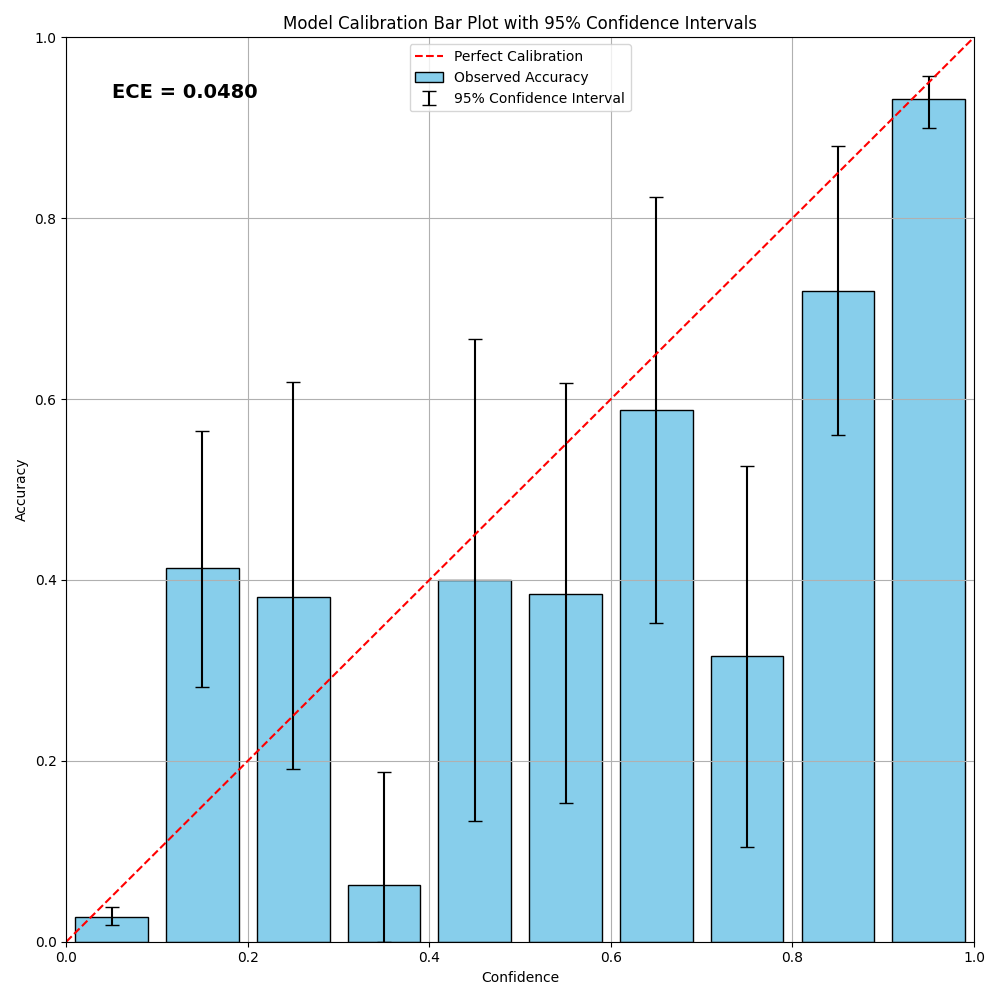 Model Calibration Bar Plot with 95% Confidence Intervals
Perfect Calibration
Observed Accuracy
95% Confidence Interval
ECE = 0.0480
Accuracy
1.0
0.8
0.6
0.4
0.2
0.0
0.0 0.2 0.4 0.6 0.8 1.0
Confidence